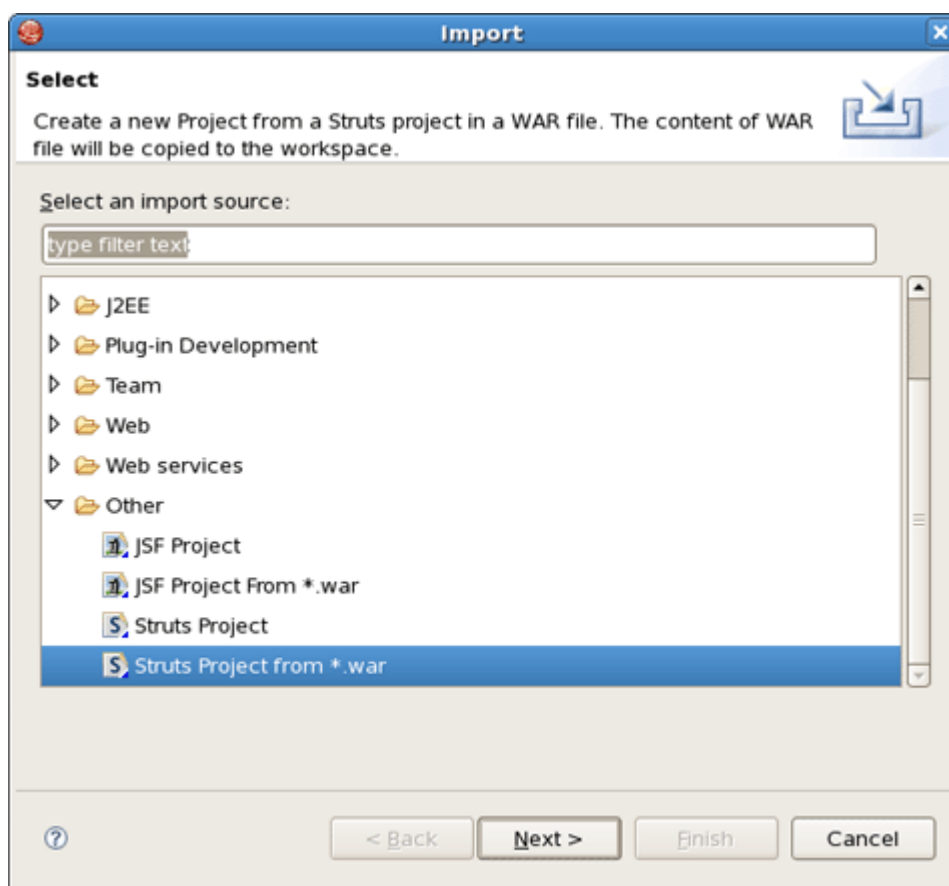 Import
Select
Create a new Project from a Struts project in a WAR file. The content of WAR
file will be copied to the workspace.
Select an import source:
type filter text
J2EE
Plug-in Development
Team
Web
Web services
Other
JSF Project
JSF Project From *.war
Struts Project
Struts Project from *.war
< Back Next > Finish Cancel